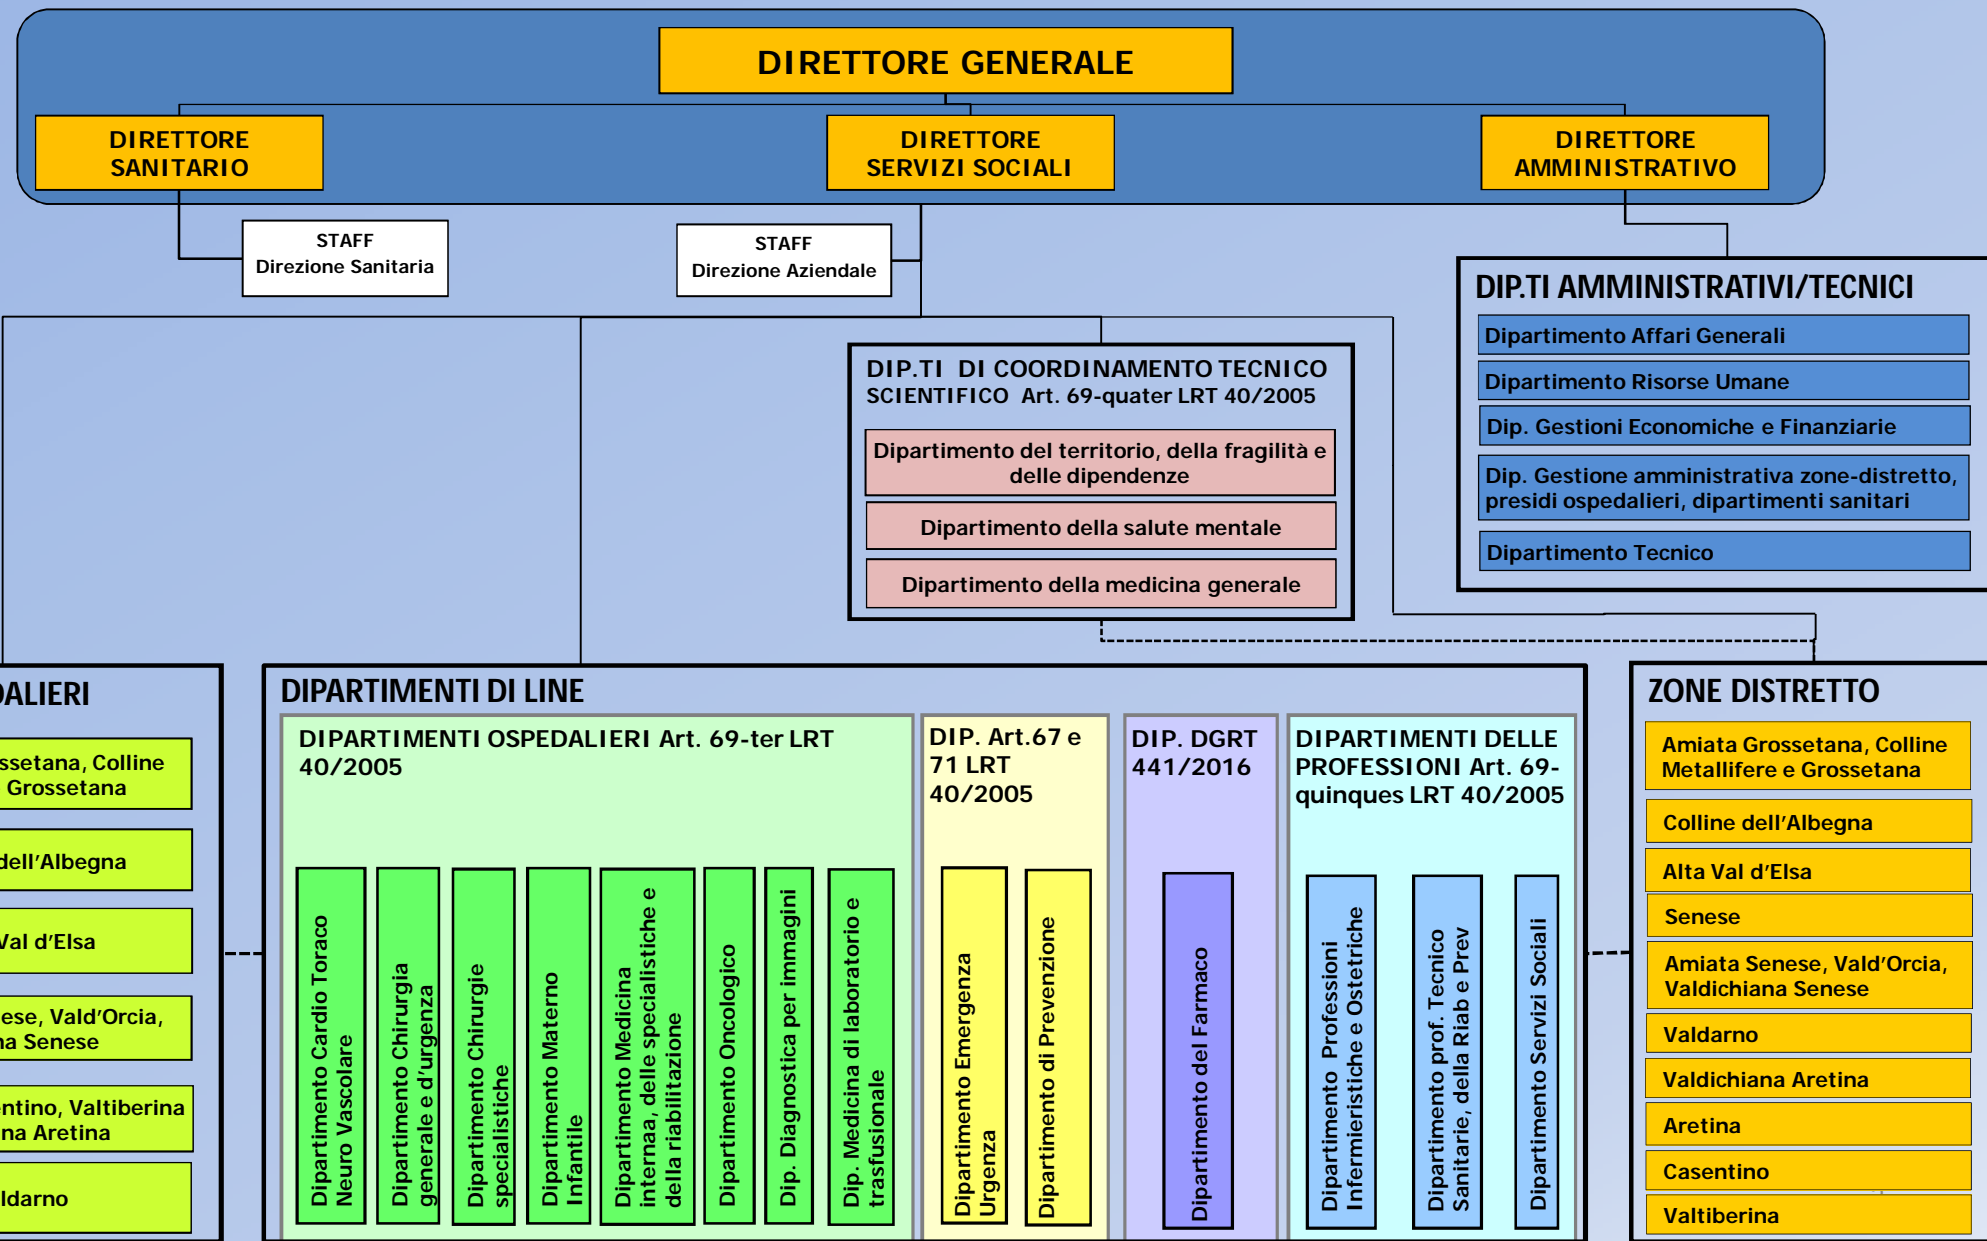 DIRETTORE GENERALE
DIRETTORE
SANITARIO
DIRETTORE
SERVIZI SOCIALI
DIRETTORE
AMMINISTRATIVO
STAFF
Direzione Sanitaria
STAFF
Direzione Aziendale
DIP.TI AMMINISTRATIVI/TECNICI
Dipartimento Affari Generali
Dipartimento Risorse Umane
Dip. Gestioni Economiche e Finanziarie
Dip. Gestione amministrativa zone-distretto,
presidi ospedalieri, dipartimenti sanitari
Dipartimento Tecnico
DIP.TI DI COORDINAMENTO TECNICO
SCIENTIFICO Art. 69-quater LRT 40/2005
Dipartimento del territorio, della fragilità e
delle dipendenze
Dipartimento della salute mentale
Dipartimento della medicina generale
DALIERI
ssetana, Colline
Grossetana
dell'Albegna
Val d'Elsa
ese, Vald'Orcia,
na Senese
entino, Valtiberina
na Aretina
ldarno
DIPARTIMENTI DI LINE
DIPARTIMENTI OSPEDALIERI Art. 69-ter LRT
40/2005
Dipartimento Cardio Toraco
Neuro Vascolare
Dipartimento Chirurgia
generale e d'urgenza
Dipartimento Chirurgie
specialistiche
Dipartimento Materno
Infantile
Dipartimento Medicina
internaa, delle specialistiche e
della riabilitazione
Dipartimento Oncologico
Dip. Diagnostica per immagini
Dip. Medicina di laboratorio e
trasfusionale
DIP. Art.67 e
71 LRT
40/2005
Dipartimento Emergenza
Urgenza
Dipartimento di Prevenzione
DIP. DGRT
441/2016
Dipartimento del Farmaco
DIPARTIMENTI DELLE
PROFESSIONI Art. 69-
quinques LRT 40/2005
Dipartimento Professioni
Infermieristiche e Ostetriche
Dipartimento prof. Tecnico
Sanitarie, della Riab e Prev
Dipartimento Servizi Sociali
ZONE DISTRETTO
Amiata Grossetana, Colline
Metallifere e Grossetana
Colline dell'Albegna
Alta Val d'Elsa
Senese
Amiata Senese, Vald'Orcia,
Valdichiana Senese
Valdarno
Valdichiana Aretina
Aretina
Casentino
Valtiberina